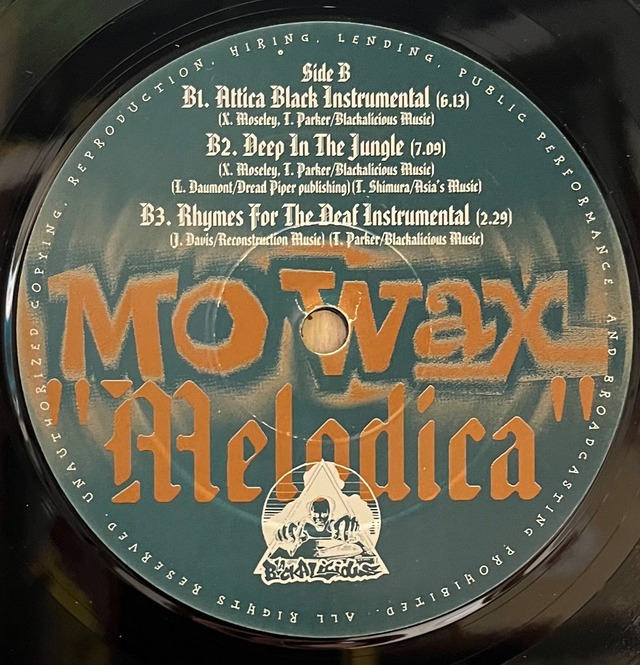 Side B
B1. Attica Black Instrumental (6.13)
(X. Moseley, T. Parker/Blackalicious Music)
B2. Deep In The Jungle (7.09)
(X. Moseley, T. Parker/Blackalicious Music)
(L. Daumont/Dread Piper publishing)(T. Shimura/Asia's Music)
B3. Rhymes For The Deaf Instrumental (2.29)
(J. Davis/Reconstruction Music) (T. Parker/Blackalicious Music)
Mo Wax
"Melodica"
Blackalicious
ALL RIGHTS RESERVED. UNAUTHORIZED COPYING, REPRODUCTION, HIRING, LENDING, PUBLIC PERFORMANCE AND BROADCASTING PROHIBITED.